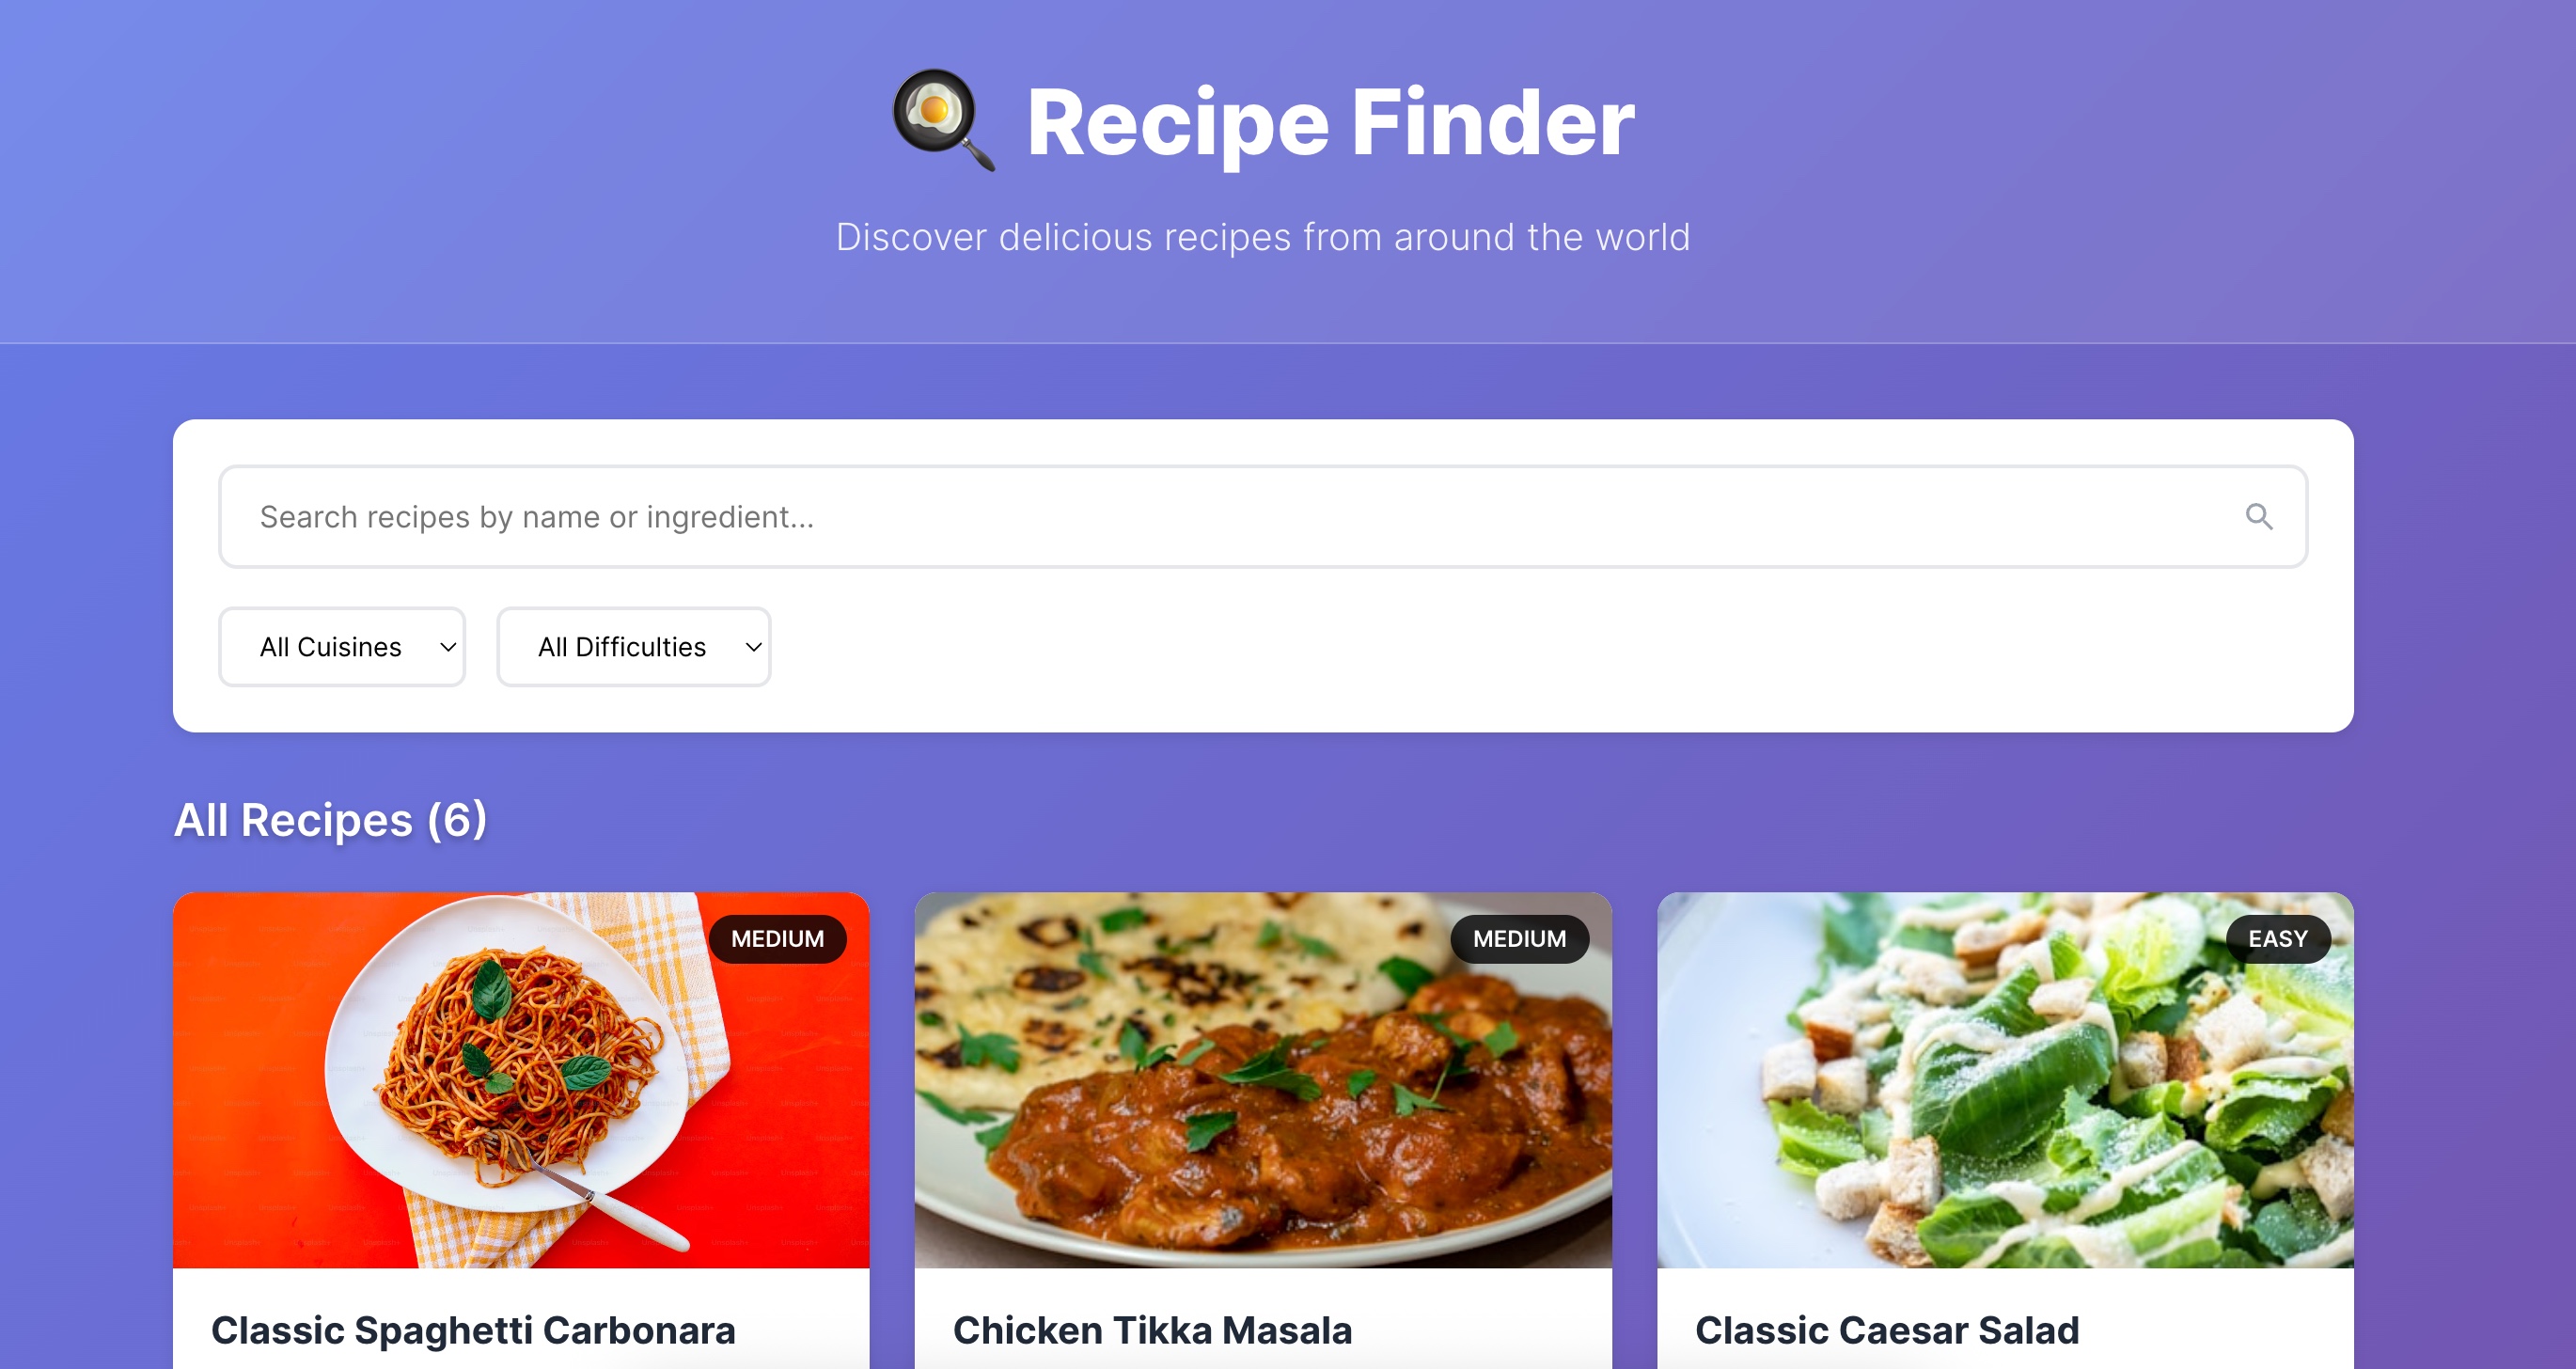 Recipe Finder
Discover delicious recipes from around the world
Search recipes by name or ingredient...
All Cuisines
All Difficulties
All Recipes (6)
MEDIUM
MEDIUM
EASY
Classic Spaghetti Carbonara
Chicken Tikka Masala
Classic Caesar Salad